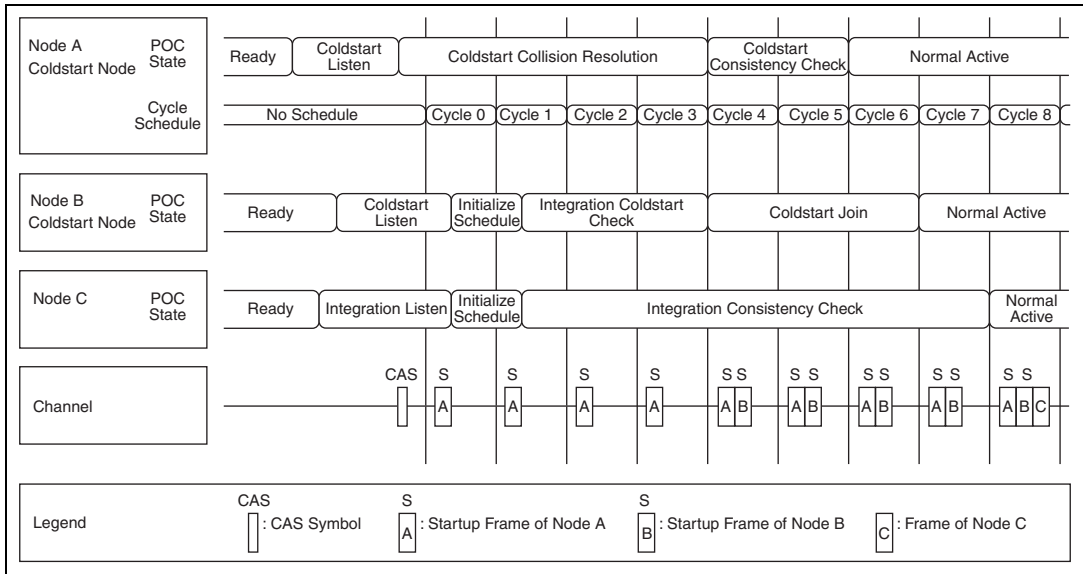 Node A
Coldstart Node
POC
State
Ready
Coldstart
Listen
Coldstart Collision Resolution
Coldstart
Consistency Check
Normal Active
Cycle
Schedule
No Schedule
Cycle 0
Cycle 1
Cycle 2
Cycle 3
Cycle 4
Cycle 5
Cycle 6
Cycle 7
Cycle 8
Node B
Coldstart Node
POC
State
Ready
Coldstart
Listen
Initialize
Schedule
Integration Coldstart
Check
Coldstart Join
Normal Active
Node C
POC
State
Ready
Integration Listen
Initialize
Schedule
Integration Consistency Check
Normal
Active
Channel
CAS S S S S S S S S S S S S S S
A A A A A B A B A B A B A B C
Legend
CAS
: CAS Symbol
S
A
: Startup Frame of Node A
S
B
: Startup Frame of Node B
C
: Frame of Node C